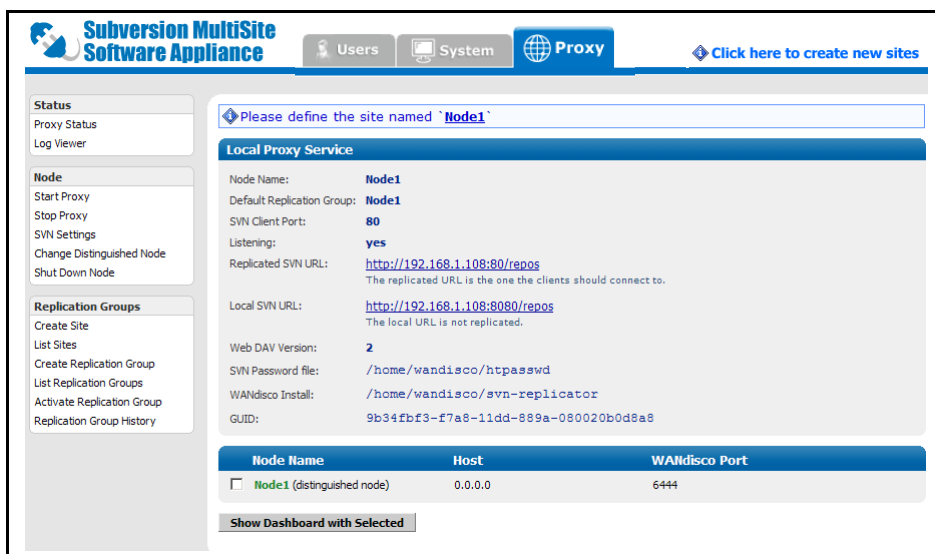 Subversion MultiSite
Software Appliance
Users
System
Proxy
Click here to create new sites
Status
Proxy Status
Log Viewer
Node
Start Proxy
Stop Proxy
SVN Settings
Change Distinguished Node
Shut Down Node
Replication Groups
Create Site
List Sites
Create Replication Group
List Replication Groups
Activate Replication Group
Replication Group History
Please define the site named `Node1`
Local Proxy Service
Node Name: Node1
Default Replication Group: Node1
SVN Client Port: 80
Listening: yes
Replicated SVN URL: http://192.168.1.108:80/repos
The replicated URL is the one the clients should connect to.
Local SVN URL: http://192.168.1.108:8080/repos
The local URL is not replicated.
Web DAV Version: 2
SVN Password file: /home/wandisco/htpasswd
WANdisco Install: /home/wandisco/svn-replicator
GUID: 9b34fbf3-f7a8-11dd-889a-080020b0d8a8
Node Name Host WANdisco Port
Node1 (distinguished node) 0.0.0.0 6444
Show Dashboard with Selected